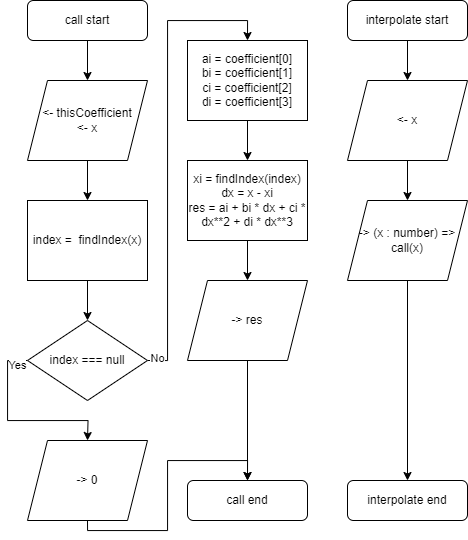 call start
<- thisCoefficient
<- x
index =  findIndex(x)
index === null
Yes
No
-> 0
ai = coefficient[0]
bi = coefficient[1]
ci = coefficient[2]
di = coefficient[3]
xi = findIndex(index)
dx = x - xi
res = ai + bi * dx + ci *
dx**2 + di * dx**3
-> res
call end
interpolate start
<- x
-> (x : number) =>
call(x)
interpolate end